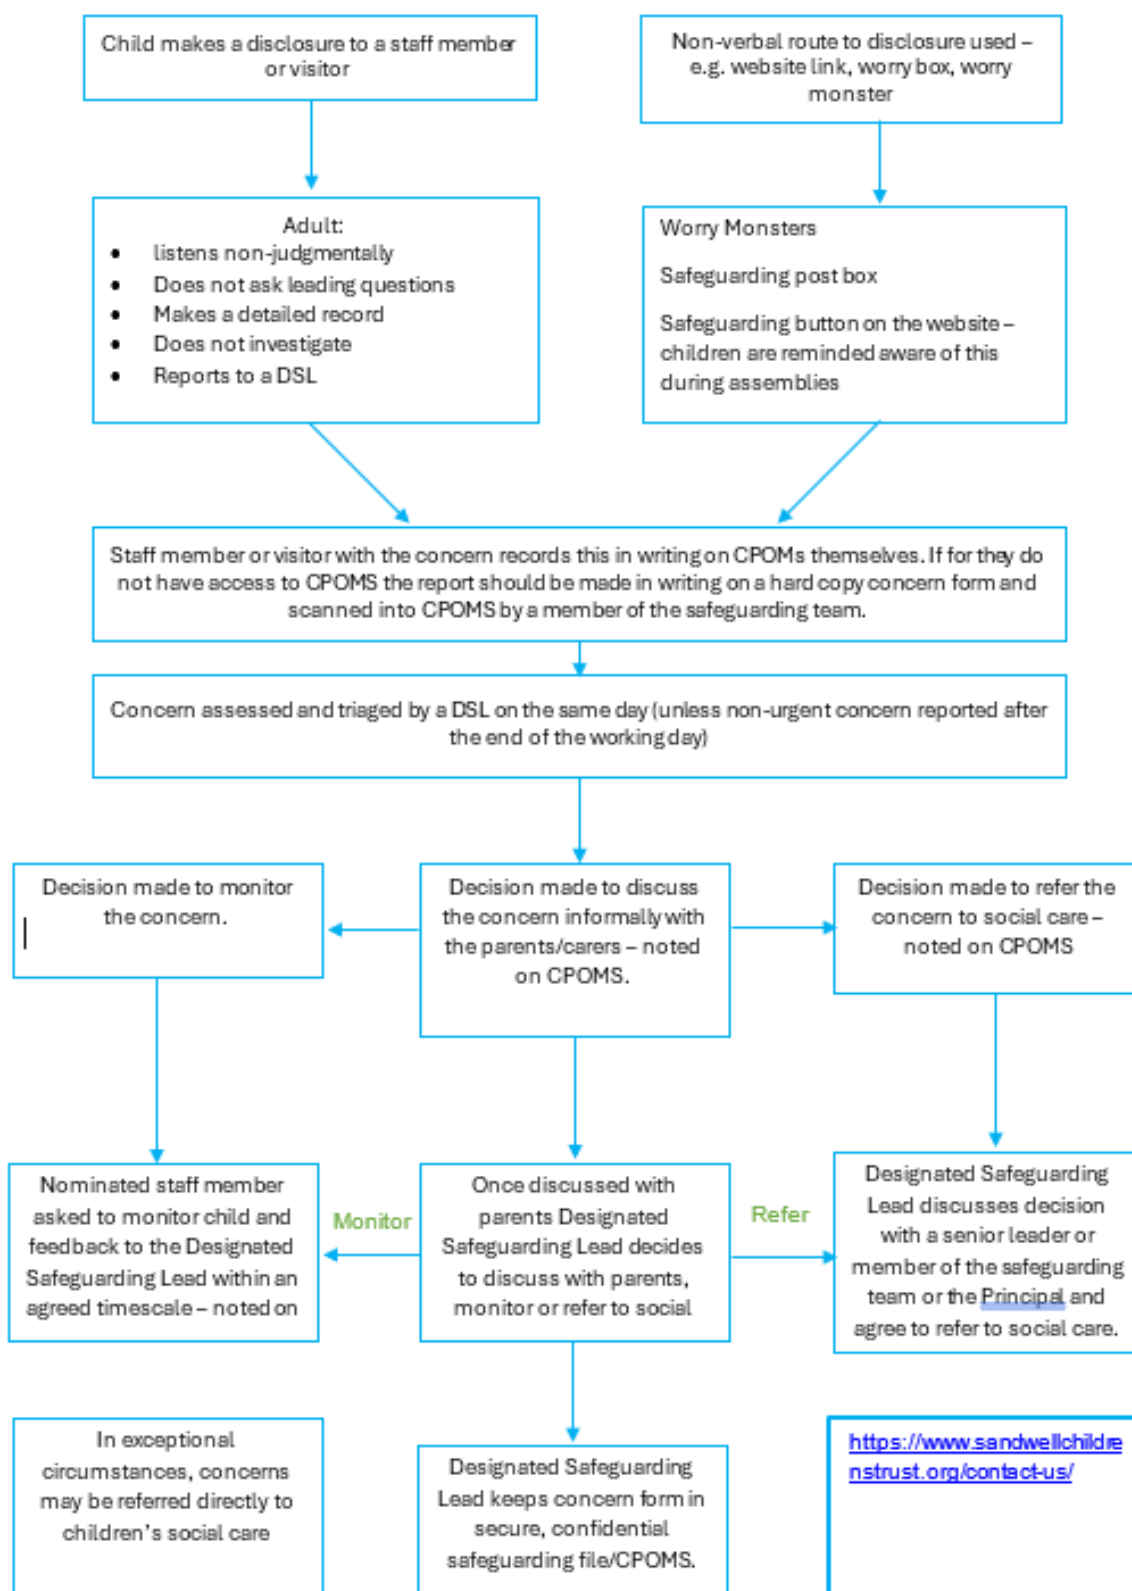 Child makes a disclosure to a staff member
or visitor
Non-verbal route to disclosure used –
e.g. website link, worry box, worry
monster
Adult:
• listens non-judgmentally
• Does not ask leading questions
• Makes a detailed record
• Does not investigate
• Reports to a DSL
Worry Monsters
Safeguarding post box
Safeguarding button on the website –
children are reminded aware of this
during assemblies
Staff member or visitor with the concern records this in writing on CPOMs themselves. If for they do
not have access to CPOMS the report should be made in writing on a hard copy concern form and
scanned into CPOMS by a member of the safeguarding team.
Concern assessed and triaged by a DSL on the same day (unless non-urgent concern reported after
the end of the working day)
Decision made to monitor
the concern.
Decision made to discuss
the concern informally with
the parents/carers – noted
on CPOMS.
Decision made to refer the
concern to social care –
noted on CPOMS
Nominated staff member
asked to monitor child and
feedback to the Designated
Safeguarding Lead within an
agreed timescale – noted on
Monitor
Once discussed with
parents Designated
Safeguarding Lead decides
to discuss with parents,
monitor or refer to social
Refer
Designated Safeguarding
Lead discusses decision
with a senior leader or
member of the safeguarding
team or the Principal and
agree to refer to social care.
In exceptional
circumstances, concerns
may be referred directly to
children's social care
Designated Safeguarding
Lead keeps concern form in
secure, confidential
safeguarding file/CPOMS.
https://www.sandwellchildre
nstrust.org/contact-us/